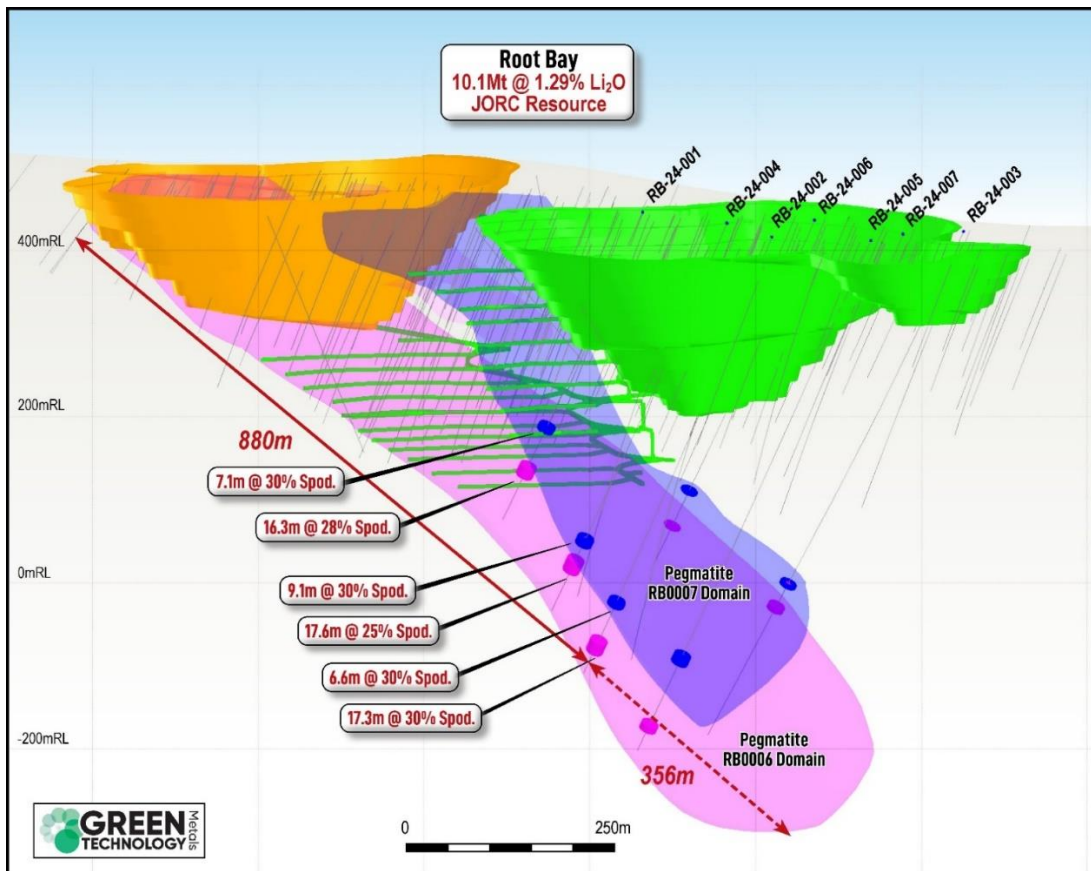 Root Bay
10.1Mt @ 1.29% Li₂O
JORC Resource
RB-24-001
RB-24-004
RB-24-002
RB-24-006
RB-24-005
RB-24-007
RB-24-003
400mRL
200mRL
880m
7.1m @ 30% Spod.
16.3m @ 28% Spod.
9.1m @ 30% Spod.
0mRL
Pegmatite
RB0007 Domain
17.6m @ 25% Spod.
6.6m @ 30% Spod.
17.3m @ 30% Spod.
-200mRL
Pegmatite
RB0006 Domain
356m
GREEN
TECHNOLOGY
Metals
0
250m